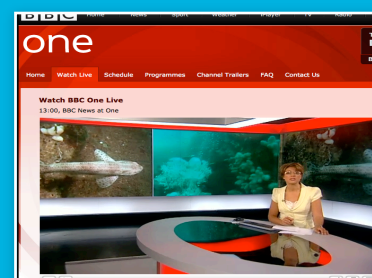 BBC Home News Sport Weather iPlayer TV Radio
one
Home Watch Live Schedule Programmes Channel Trailers FAQ Contact Us
Watch BBC One Live
13:00, BBC News at One